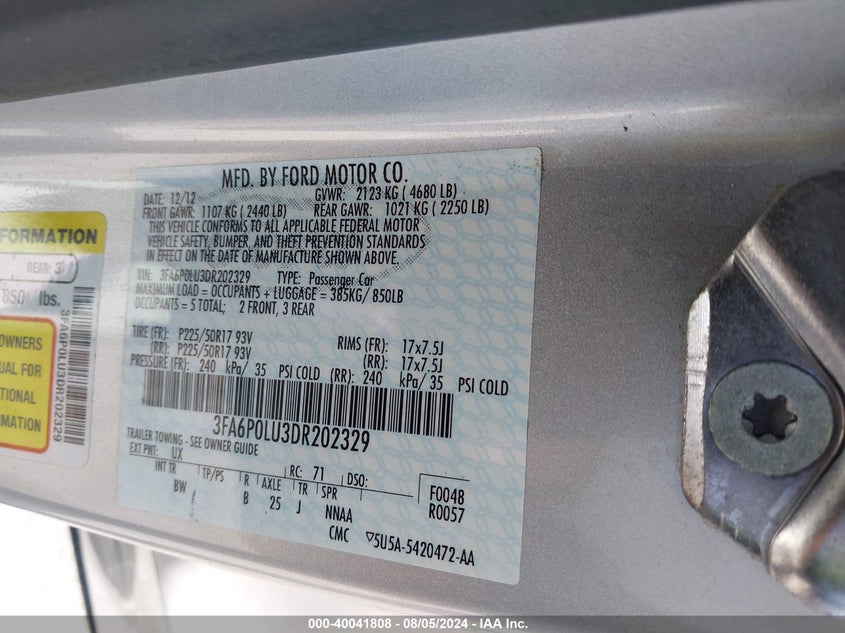 MFD. BY FORD MOTOR CO.
DATE: 12/12 GVWR: 2123 KG ( 4680 LB)
FRONT GAWR: 1107 KG ( 2440 LB) REAR GAWR: 1021 KG ( 2250 LB)
THIS VEHICLE CONFORMS TO ALL APPLICABLE FEDERAL MOTOR
VEHICLE SAFETY, BUMPER, AND THEFT PREVENTION STANDARDS
IN EFFECT ON THE DATE OF MANUFACTURE SHOWN ABOVE.
VIN: 3FA6P0LU3DR202329 TYPE: Passenger Car
MAXIMUM LOAD = OCCUPANTS + LUGGAGE = 385KG/850LB
OCCUPANTS = 5 TOTAL; 2 FRONT, 3 REAR
TIRE (FR): P225/50R17 93V RIMS (FR): 17x7.5J
(RR): P225/50R17 93V (RR): 17x7.5J
PRESSURE (FR): 240 kPa/ 35 PSI COLD (RR): 240 kPa/ 35 PSI COLD
3FA6P0LU3DR202329
TRAILER TOWING - SEE OWNER GUIDE
EXT PNT: UX RC: 71 DSO:
INT TR TP/PS R AXLE TR SPR F0048
BW B 25 J NNAA R0057
CMC ▽5U5A-5420472-AA
FORMATION
REAR: 3
850 lbs.
OWNERS
UAL FOR
TIONAL
RMATION
3FA6P0LU3DR202329
000-40041808 - 08/05/2024 - IAA Inc.